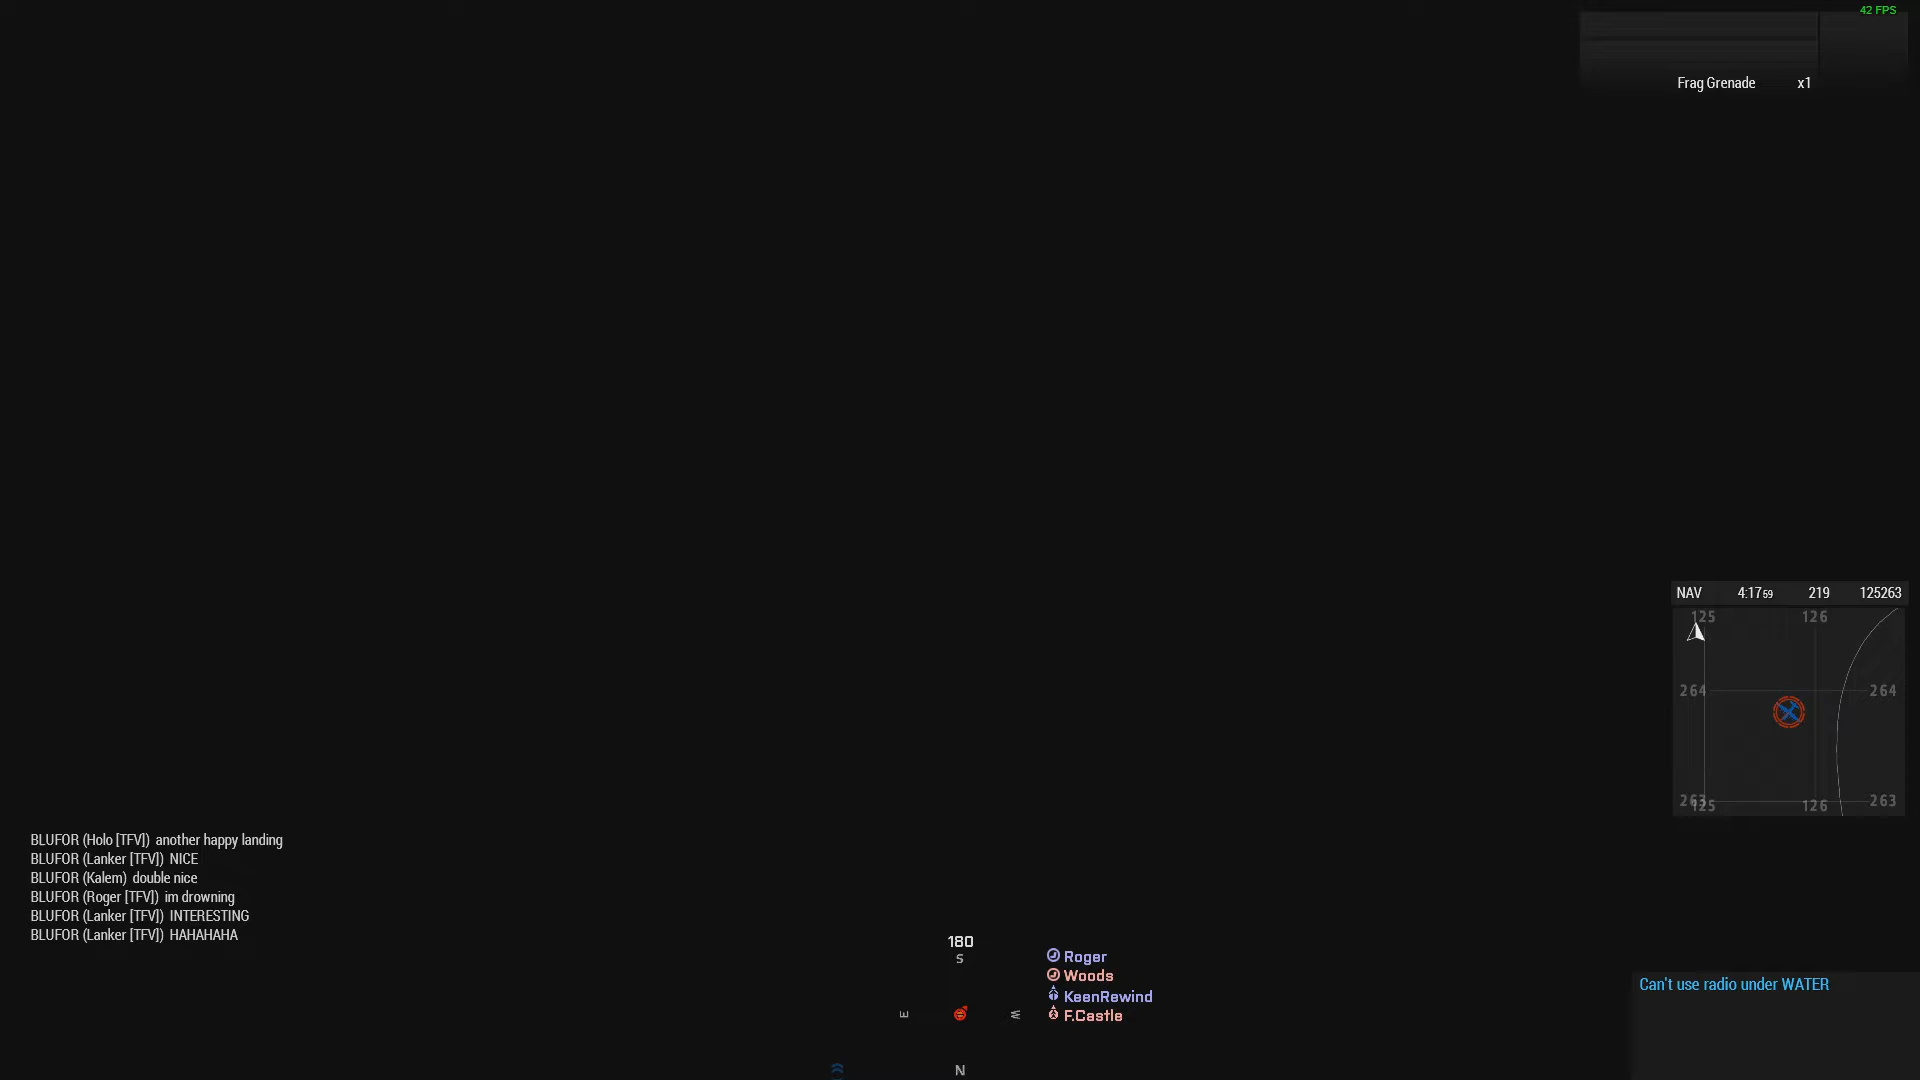 42 FPS
Frag Grenade x1
NAV 4:17 59 219 125263
125 126
264 264
263 263
125 126
BLUFOR (Holo [TFV]) another happy landing
BLUFOR (Lanker [TFV]) NICE
BLUFOR (Kalem) double nice
BLUFOR (Roger [TFV]) im drowning
BLUFOR (Lanker [TFV]) INTERESTING
BLUFOR (Lanker [TFV]) HAHAHAHA
180
S
E W
N
Roger
Woods
KeenRewind
F.Castle
Can't use radio under WATER